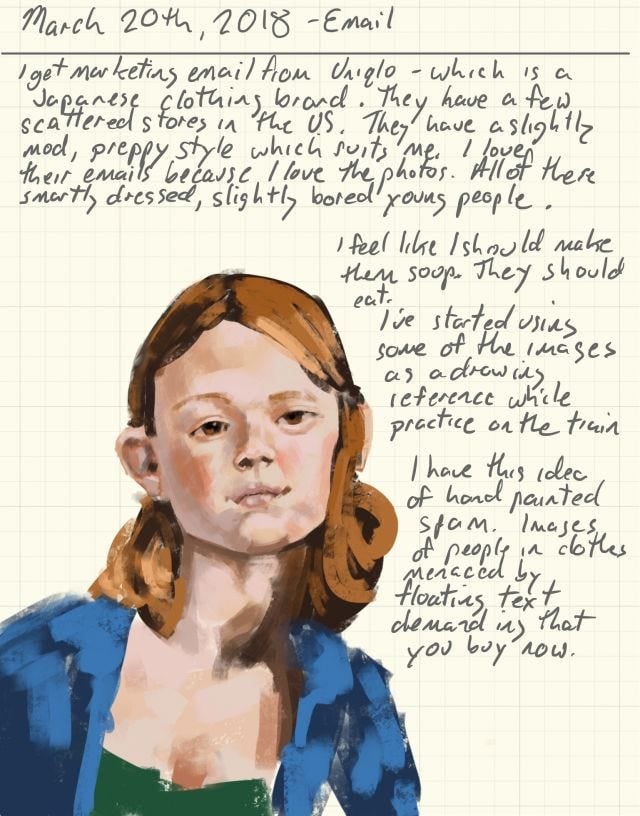 March 20th, 2018 - Email
I get marketing email from Uniqlo - which is a
Japanese clothing brand. They have a few
scattered stores in the US. They have a slightly
mod, preppy style which suits me. I love
their emails because I love the photos. All of there
smartly dressed, slightly bored young people.
I feel like I should make
them soup. They should
eat.
I've started using
some of the images
as a drawing
reference while
practice on the train
I have this idea
of hand painted
spam. Images
of people in clothes
menaced by
floating text
demanding that
you buy now.